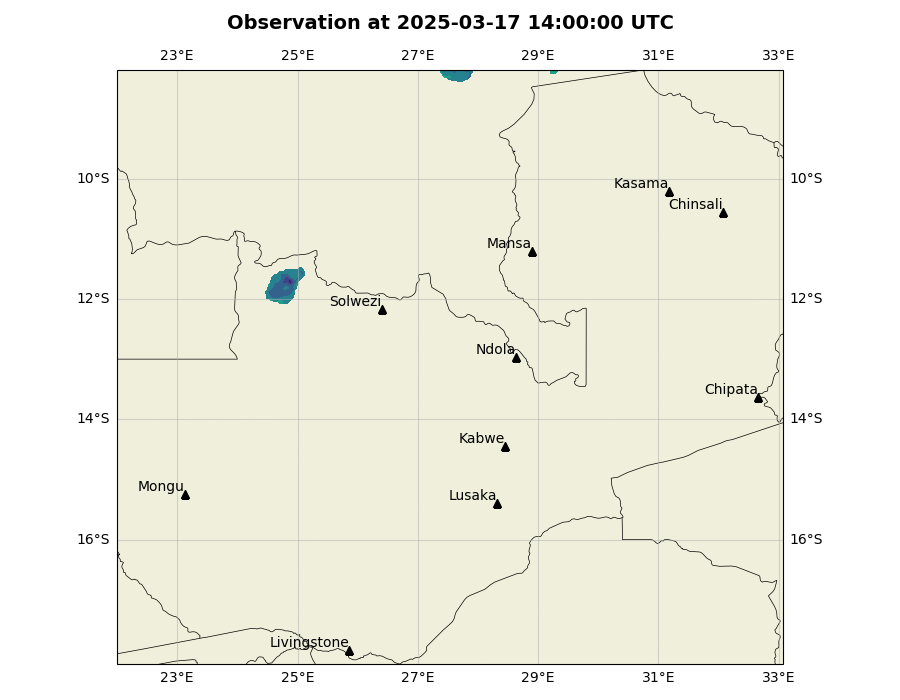 Observation at 2025-03-17 14:00:00 UTC
23°E 25°E 27°E 29°E 31°E 33°E
10°S 10°S
Kasama
Chinsali
Mansa
12°S 12°S
Solwezi
Ndola
Chipata
14°S 14°S
Kabwe
Mongu
Lusaka
16°S 16°S
Livingstone
23°E 25°E 27°E 29°E 31°E 33°E